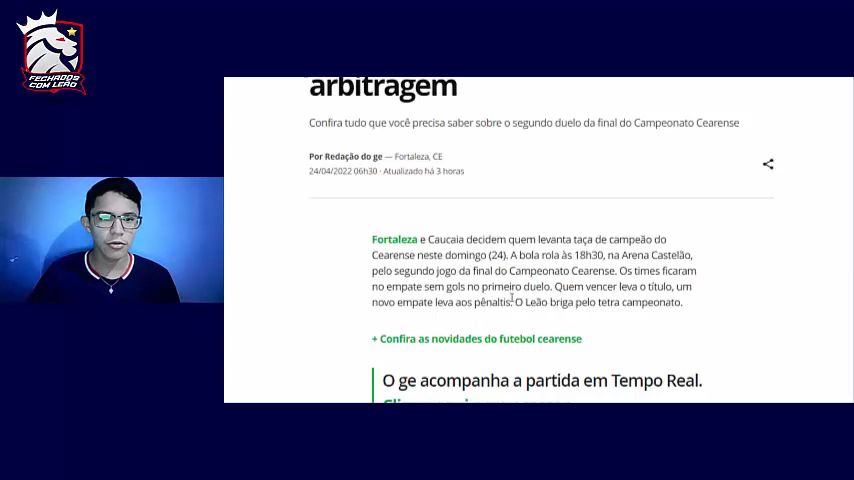 FECHADOS
COM LEÃO
arbitragem
Confira tudo que você precisa saber sobre o segundo duelo da final do Campeonato Cearense
Por Redação do ge — Fortaleza, CE
24/04/2022 06h30 · Atualizado há 3 horas
Fortaleza e Caucaia decidem quem levanta taça de campeão do
Cearense neste domingo (24). A bola rola às 18h30, na Arena Castelão,
pelo segundo jogo da final do Campeonato Cearense. Os times ficaram
no empate sem gols no primeiro duelo. Quem vencer leva o título, um
novo empate leva aos pênaltis. O Leão briga pelo tetra campeonato.
+ Confira as novidades do futebol cearense
O ge acompanha a partida em Tempo Real.